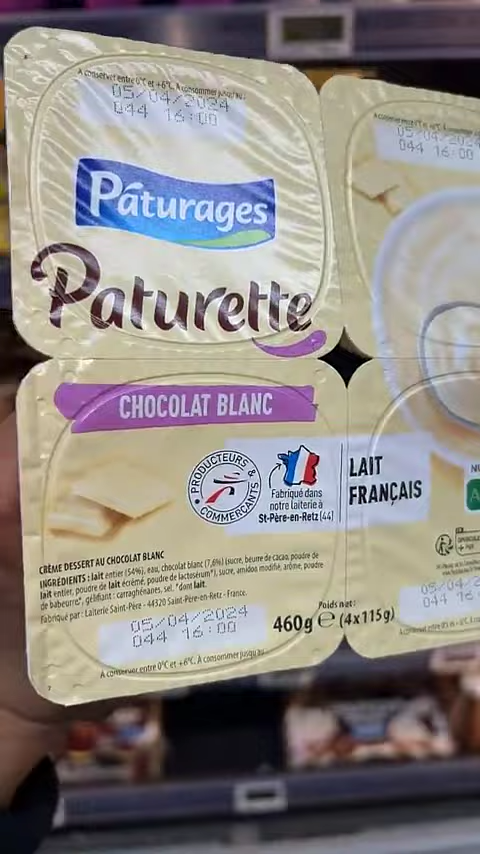 A conserver entre 0°C et +6°C. A consommer jusqu'au :
05/04/2024
044 16:00
05/04/2024
044 16:00
Pâturages
Paturette
CHOCOLAT BLANC
PRODUCTEURS & COMMERÇANTS
Fabriqué dans
notre laiterie à
St-Père-en-Retz (44)
LAIT
FRANÇAIS
A
CRÈME DESSERT AU CHOCOLAT BLANC
INGRÉDIENTS : lait entier (54%), eau, chocolat blanc (7,6%) (sucre, beurre de cacao, poudre de
lait entier, poudre de lait écrémé, poudre de lactosérum*), sucre, amidon modifié, arôme, poudre
de babeurre*, gélifiant : carraghénanes, sel. *dont lait.
Fabriqué par : Laiterie Saint-Père - 44320 Saint-Père-en-Retz - France.
Poids net :
460g e (4x115g)
05/04/2024
044 16:00
A conserver entre 0°C et +6°C. A consommer jusqu'au :
05/04/2
044 16